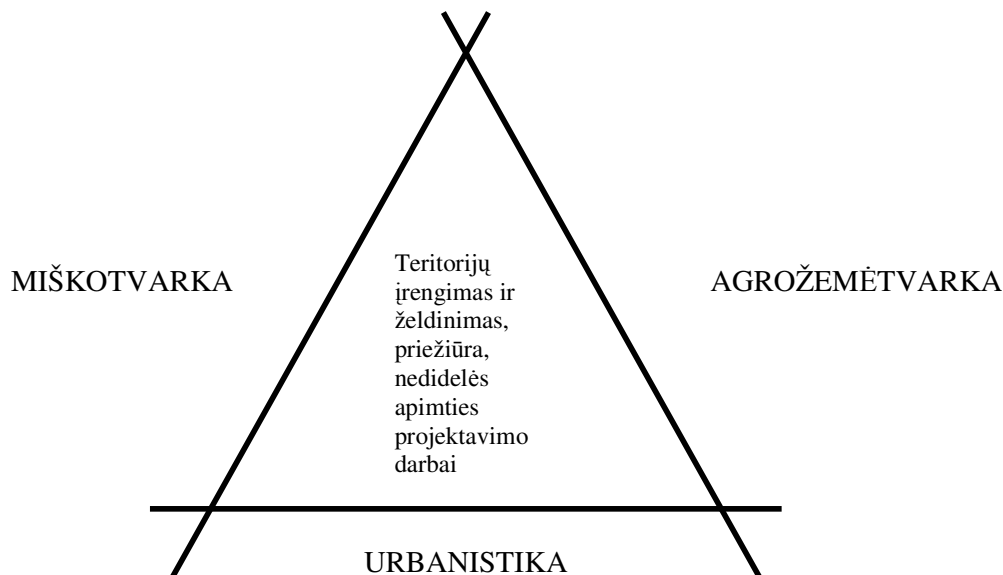 Teritorijų
įrengimas ir
želdinimas,
priežiūra,
nedidelės
apimties
projektavimo
darbai
MIŠKOTVARKA
AGROŽEMĖTVARKA
URBANISTIKA